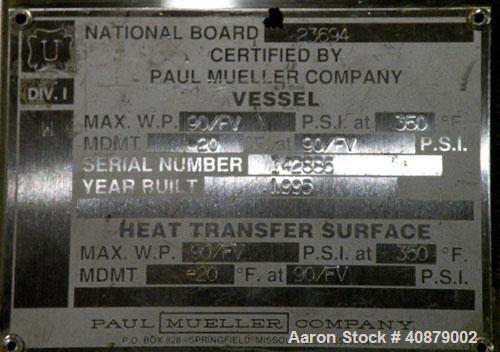 U
NATIONAL BOARD 23694
CERTIFIED BY
PAUL MUELLER COMPANY
DIV. I
VESSEL
W
MAX. W.P. 90/FV P.S.I. at 350 °F.
MDMT -20 °F. at 90/FV P.S.I.
SERIAL NUMBER 142886
YEAR BUILT 1995
HEAT TRANSFER SURFACE
MAX. W.P. 90/FV P.S.I. at 350 °F.
MDMT -20 °F. at 90/FV P.S.I.
PAUL MUELLER COMPANY
P.O. BOX 828 – SPRINGFIELD, MISSO
Aaron Stock # 40879002